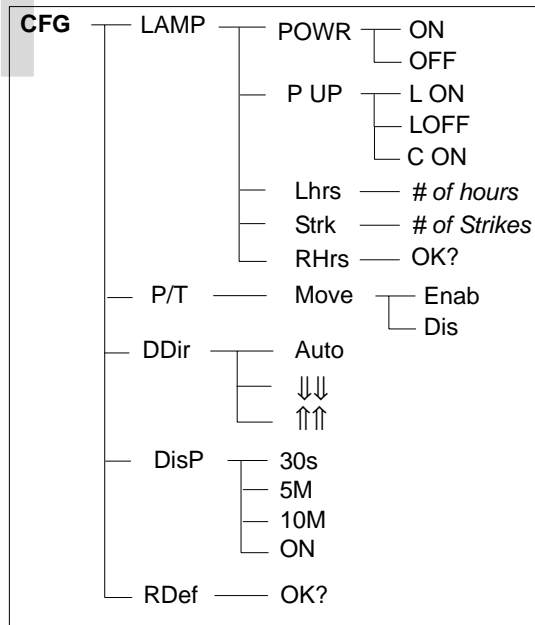 CFG LAMP POWR ON
OFF
P UP L ON
LOFF
C ON
Lhrs # of hours
Strk # of Strikes
RHrs OK?
P/T Move Enab
Dis
DDir Auto
⇓⇓
⇑⇑
DisP 30s
5M
10M
ON
RDef OK?